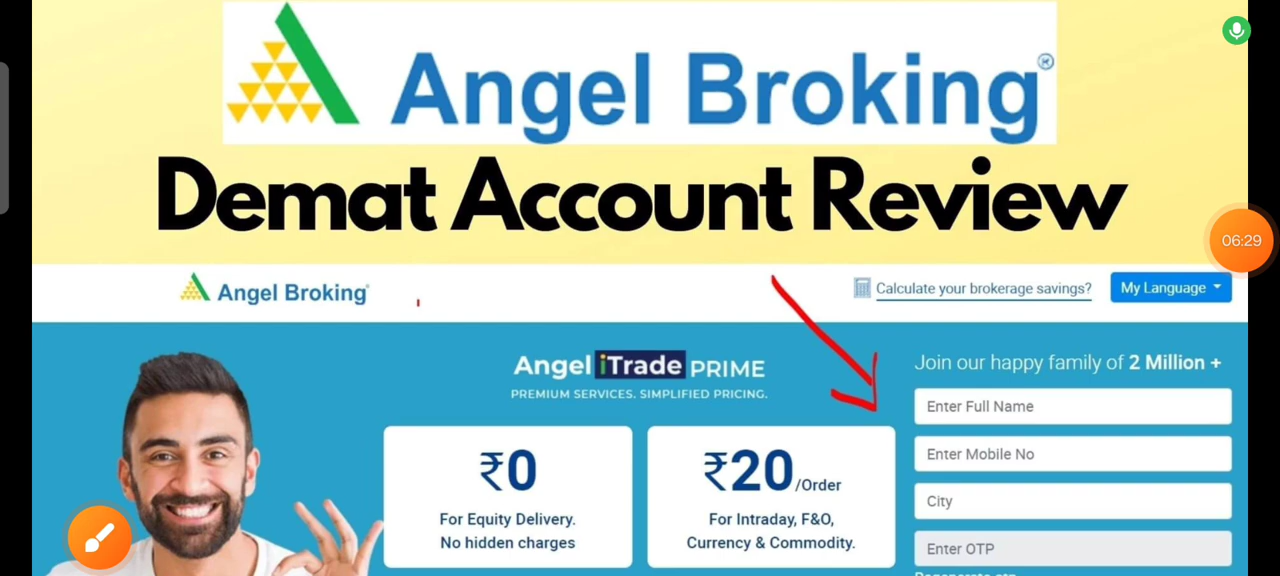 Angel Broking®
Demat Account Review
06:29
Angel Broking
Calculate your brokerage savings?
My Language
Angel iTrade PRIME
PREMIUM SERVICES. SIMPLIFIED PRICING.
Join our happy family of 2 Million +
Enter Full Name
Enter Mobile No
City
Enter OTP
₹0
For Equity Delivery.
No hidden charges
₹20/Order
For Intraday, F&O,
Currency & Commodity.